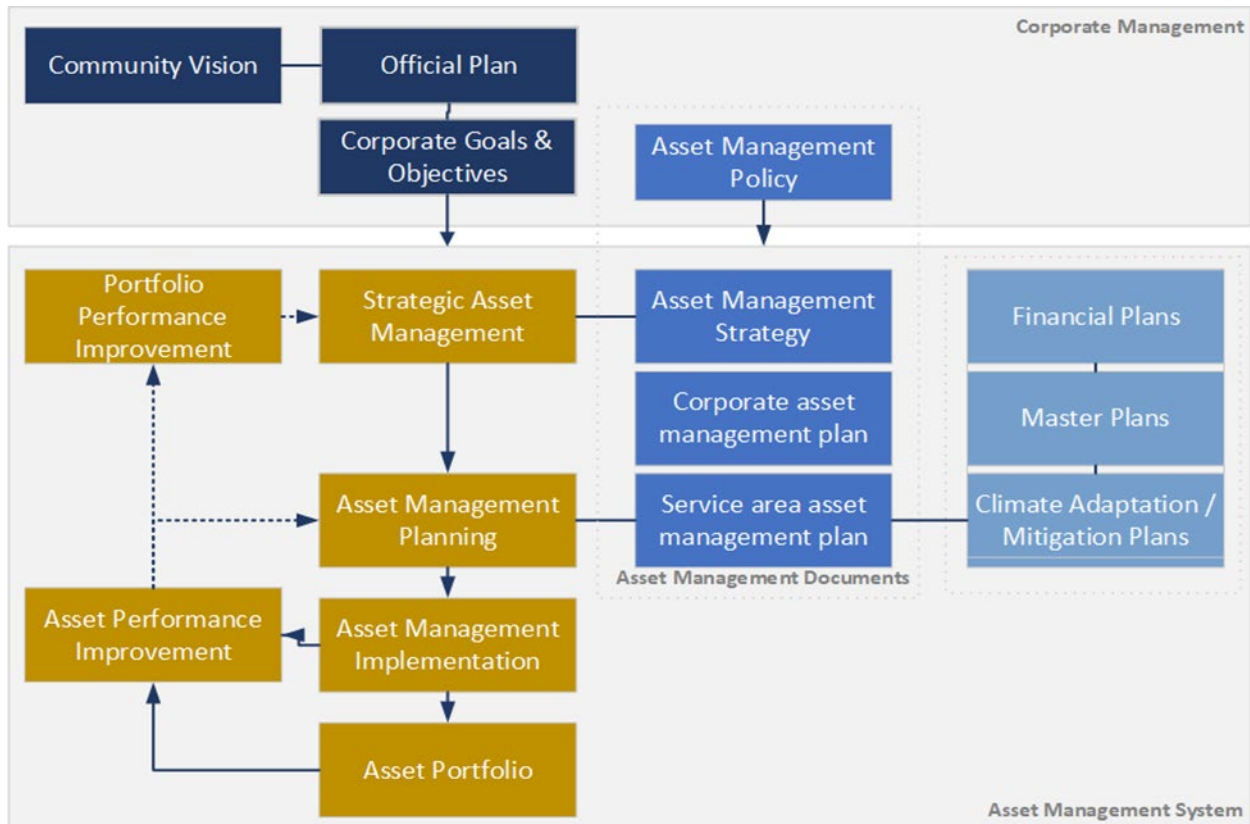 Corporate Management
Community Vision
Official Plan
Corporate Goals &
Objectives
Asset Management
Policy
Portfolio
Performance
Improvement
Strategic Asset
Management
Asset Management
Strategy
Financial Plans
Corporate asset
management plan
Master Plans
Asset Management
Planning
Service area asset
management plan
Climate Adaptation /
Mitigation Plans
Asset Management Documents
Asset Performance
Improvement
Asset Management
Implementation
Asset Portfolio
Asset Management System